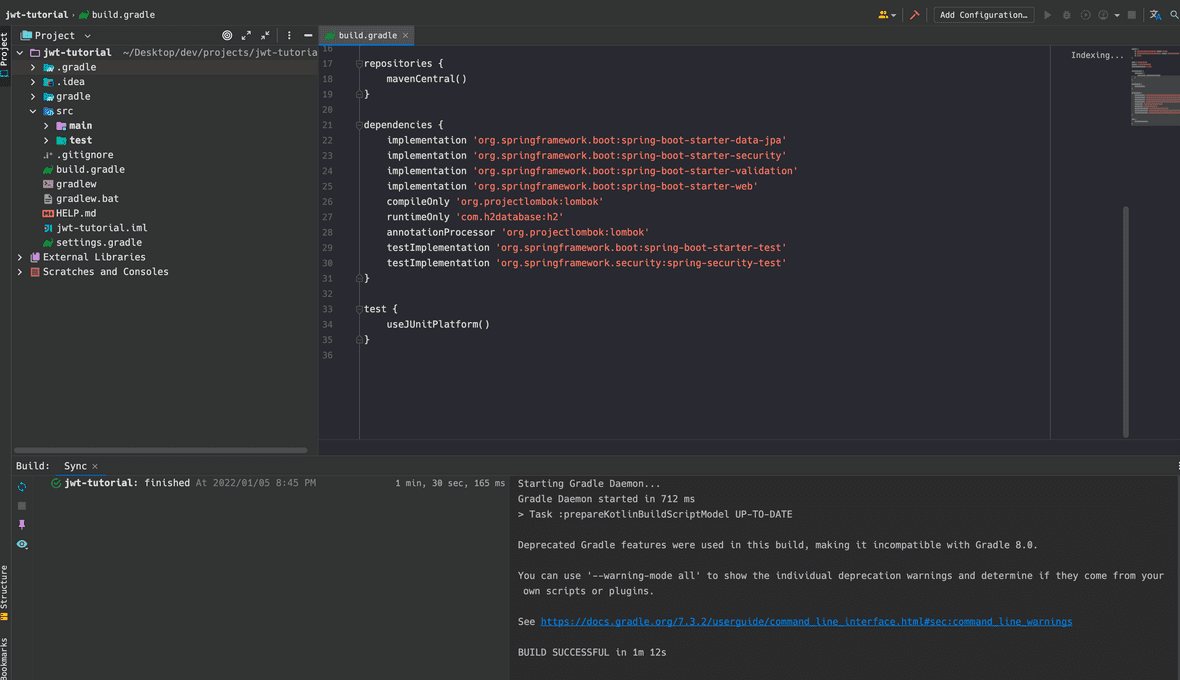 jwt-tutorial › build.gradle
Add Configuration…
Project
Project
build.gradle
jwt-tutorial ~/Desktop/dev/projects/jwt-tutoria
.gradle
.idea
gradle
src
main
test
.gitignore
build.gradle
gradlew
gradlew.bat
HELP.md
jwt-tutorial.iml
settings.gradle
External Libraries
Scratches and Consoles
16
17 repositories {
18 mavenCentral()
19 }
20
21 dependencies {
22 implementation 'org.springframework.boot:spring-boot-starter-data-jpa'
23 implementation 'org.springframework.boot:spring-boot-starter-security'
24 implementation 'org.springframework.boot:spring-boot-starter-validation'
25 implementation 'org.springframework.boot:spring-boot-starter-web'
26 compileOnly 'org.projectlombok:lombok'
27 runtimeOnly 'com.h2database:h2'
28 annotationProcessor 'org.projectlombok:lombok'
29 testImplementation 'org.springframework.boot:spring-boot-starter-test'
30 testImplementation 'org.springframework.security:spring-security-test'
31 }
32
33 test {
34 useJUnitPlatform()
35 }
36
Indexing...
Build: Sync
jwt-tutorial: finished At 2022/01/05 8:45 PM 1 min, 30 sec, 165 ms
Starting Gradle Daemon...
Gradle Daemon started in 712 ms
> Task :prepareKotlinBuildScriptModel UP-TO-DATE
Deprecated Gradle features were used in this build, making it incompatible with Gradle 8.0.
You can use '--warning-mode all' to show the individual deprecation warnings and determine if they come from your
own scripts or plugins.
See https://docs.gradle.org/7.3.2/userguide/command_line_interface.html#sec:command_line_warnings
BUILD SUCCESSFUL in 1m 12s
Structure
Bookmarks